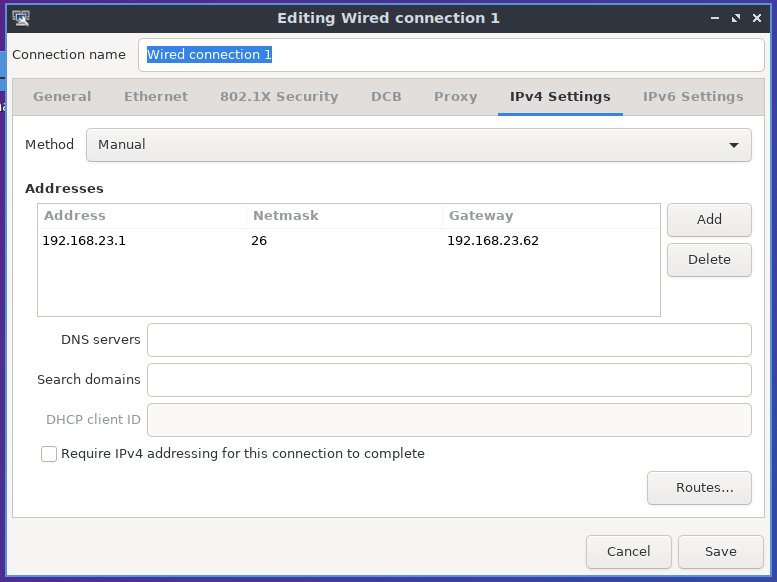 Editing Wired connection 1
Connection name Wired connection 1
General Ethernet 802.1X Security DCB Proxy IPv4 Settings IPv6 Settings
Method Manual
Addresses
Address Netmask Gateway
Add
192.168.23.1 26 192.168.23.62
Delete
DNS servers
Search domains
DHCP client ID
Require IPv4 addressing for this connection to complete
Routes...
Cancel Save